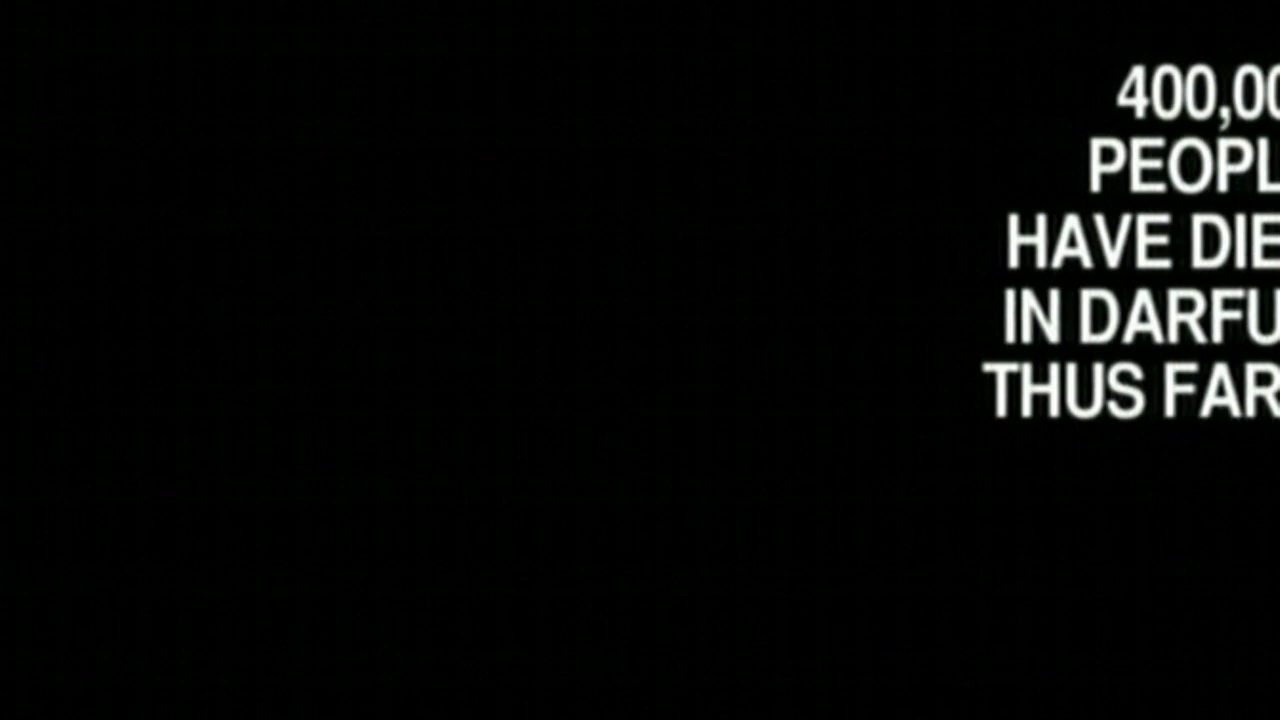 400,00
PEOPL
HAVE DIE
IN DARFU
THUS FAR